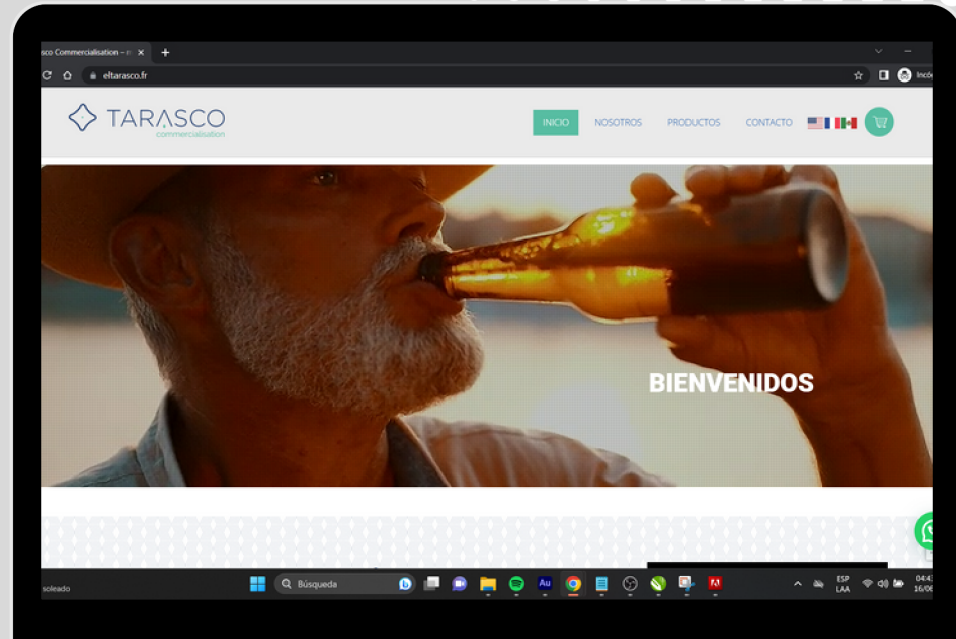 sco Commercialisation –
eltarasco.fr
TARASCO
commercialisation
INICIO NOSOTROS PRODUCTOS CONTACTO
BIENVENIDOS
soleado
Búsqueda
Au
ESP
LAA
04:4
16/06